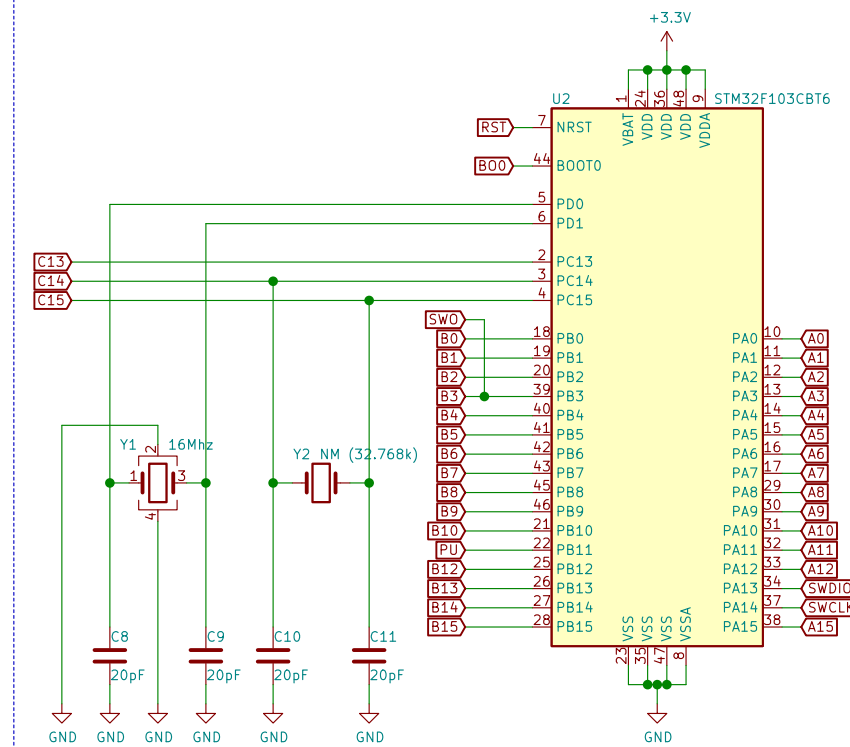 +3.3V
U2
STM32F103CBT6
1 24 36 48 9
VBAT VDD VDD VDD VDDA
RST 7 NRST
BO0 44 BOOT0
5 PD0
6 PD1
C13 2 PC13
C14 3 PC14
C15 4 PC15
SWO
B0 18 PB0 PA0 10 A0
B1 19 PB1 PA1 11 A1
B2 20 PB2 PA2 12 A2
B3 39 PB3 PA3 13 A3
B4 40 PB4 PA4 14 A4
B5 41 PB5 PA5 15 A5
B6 42 PB6 PA6 16 A6
B7 43 PB7 PA7 17 A7
B8 45 PB8 PA8 29 A8
B9 46 PB9 PA9 30 A9
B10 21 PB10 PA10 31 A10
PU 22 PB11 PA11 32 A11
B12 25 PB12 PA12 33 A12
B13 26 PB13 PA13 34 SWDIO
B14 27 PB14 PA14 37 SWCLK
B15 28 PB15 PA15 38 A15
VSS VSS VSS VSSA
23 35 47 8
GND
Y1 16Mhz
2
1 3
4
Y2 NM (32.768k)
C8 C9 C10 C11
20pF 20pF 20pF 20pF
GND GND GND GND GND GND